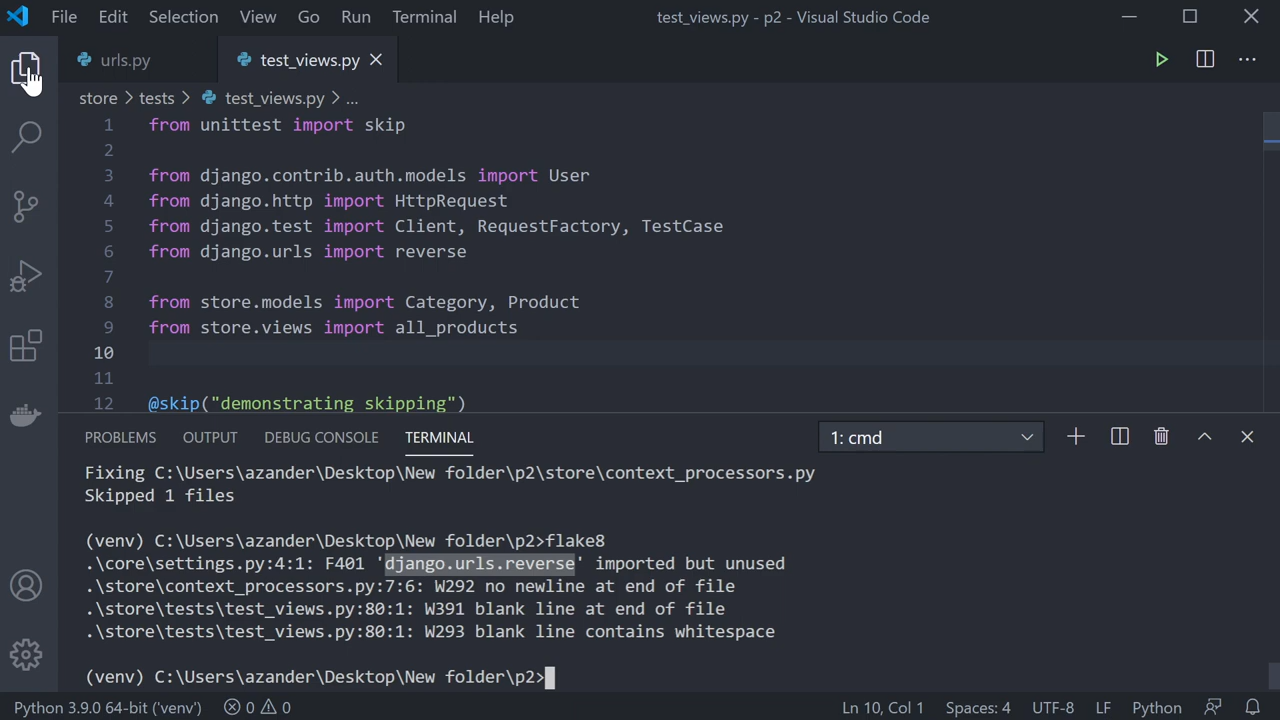 File Edit Selection View Go Run Terminal Help test_views.py - p2 - Visual Studio Code
urls.py test_views.py
store > tests > test_views.py > ...
1 from unittest import skip
2
3 from django.contrib.auth.models import User
4 from django.http import HttpRequest
5 from django.test import Client, RequestFactory, TestCase
6 from django.urls import reverse
7
8 from store.models import Category, Product
9 from store.views import all_products
10
11
12 @skip("demonstrating skipping")
PROBLEMS OUTPUT DEBUG CONSOLE TERMINAL 1: cmd
Fixing C:\Users\azander\Desktop\New folder\p2\store\context_processors.py
Skipped 1 files
(venv) C:\Users\azander\Desktop\New folder\p2>flake8
.\core\settings.py:4:1: F401 'django.urls.reverse' imported but unused
.\store\context_processors.py:7:6: W292 no newline at end of file
.\store\tests\test_views.py:80:1: W391 blank line at end of file
.\store\tests\test_views.py:80:1: W293 blank line contains whitespace
(venv) C:\Users\azander\Desktop\New folder\p2>
Python 3.9.0 64-bit ('venv') 0 0 Ln 10, Col 1 Spaces: 4 UTF-8 LF Python